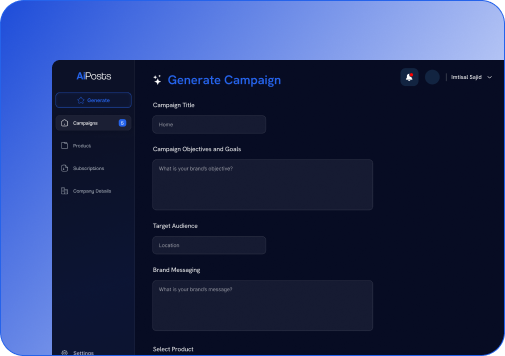 AIPosts
Generate
Campaigns 5
Product
Subscriptions
Company Details
Settings
Generate Campaign
Imtisal Sajid
Campaign Title
Home
Campaign Objectives and Goals
What is your brand's objective?
Target Audience
Location
Brand Messaging
What is your brand's message?
Select Product